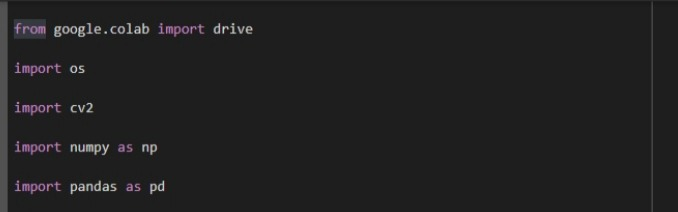 from google.colab import drive
import os
import cv2
import numpy as np
import pandas as pd